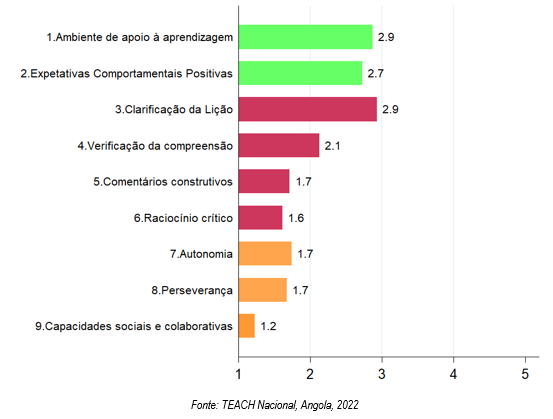 1.Ambiente de apoio à aprendizagem 2.9
2.Expetativas Comportamentais Positivas 2.7
3.Clarificação da Lição 2.9
4.Verificação da compreensão 2.1
5.Comentários construtivos 1.7
6.Raciocínio crítico 1.6
7.Autonomia 1.7
8.Perseverança 1.7
9.Capacidades sociais e colaborativas 1.2
1 2 3 4 5
Fonte: TEACH Nacional, Angola, 2022